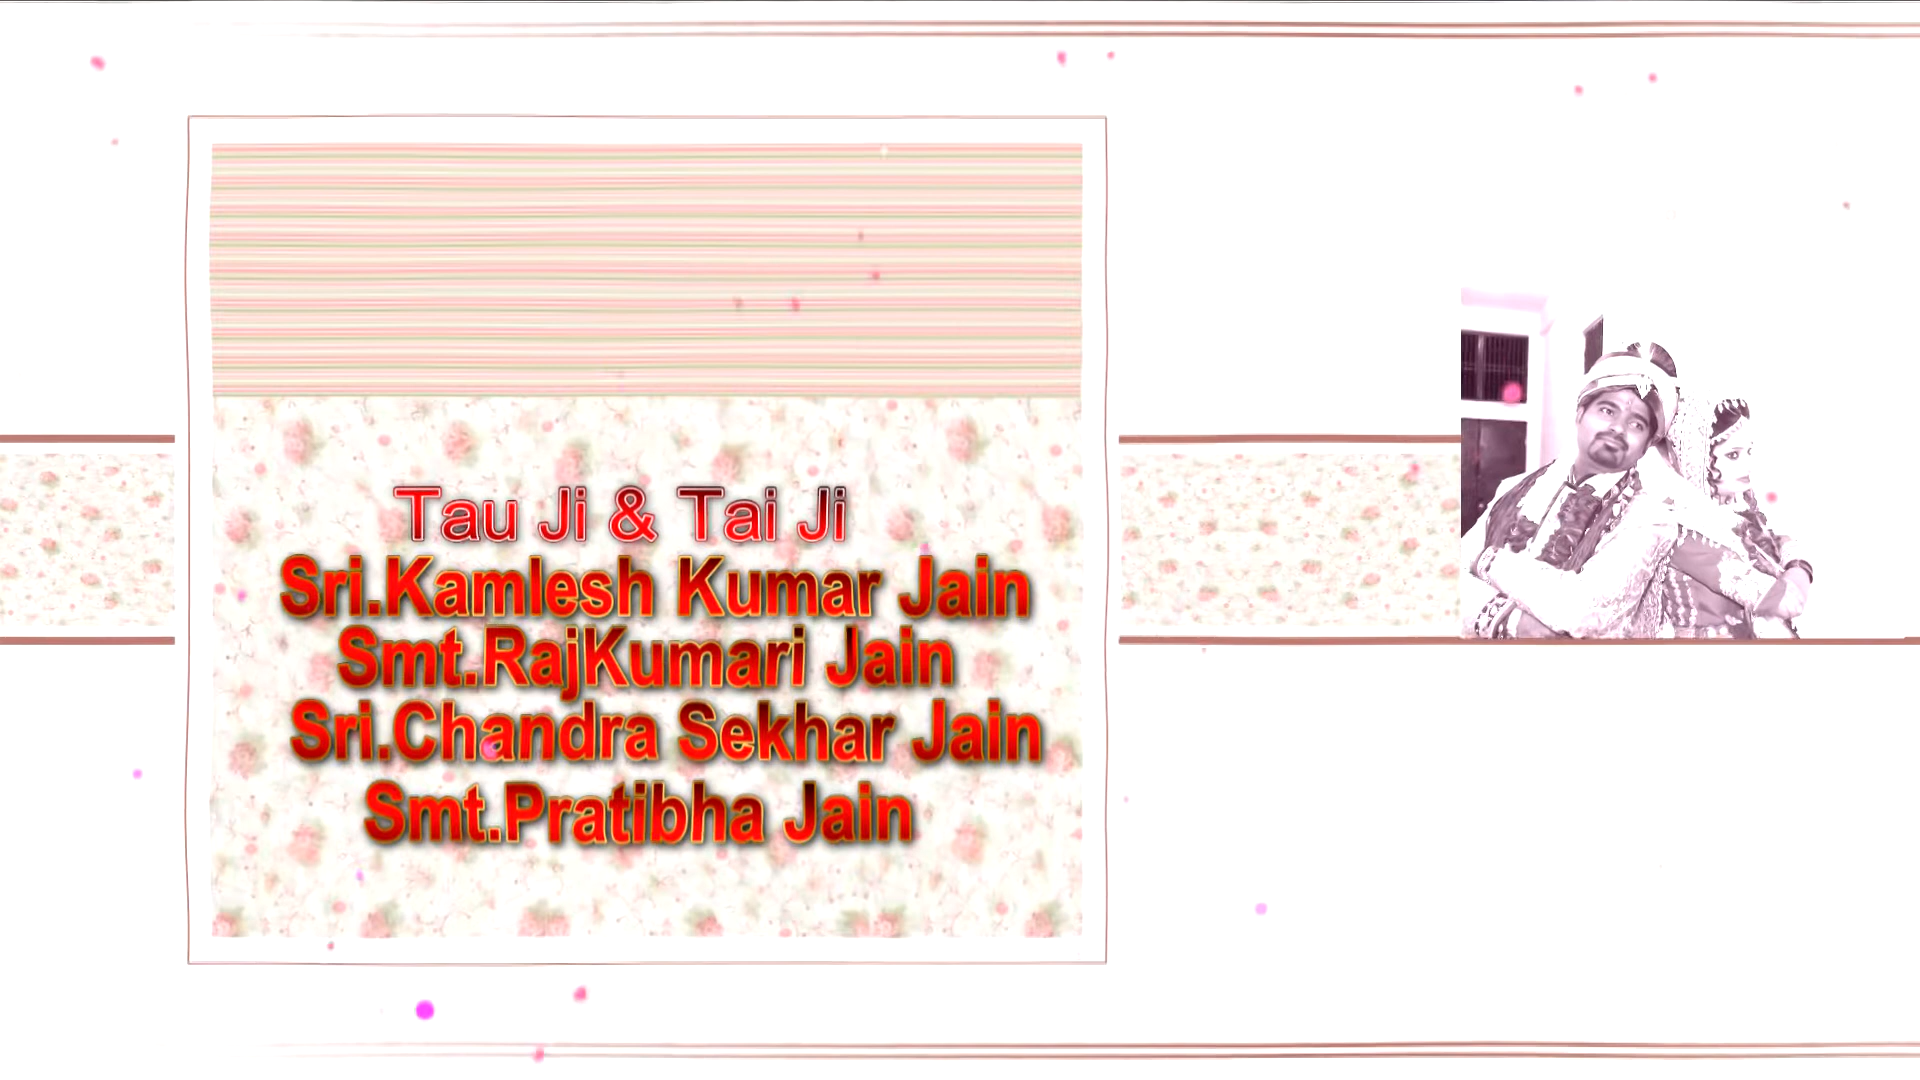 Tau Ji & Tai Ji
Sri.Kamlesh Kumar Jain
Smt.RajKumari Jain
Sri.Chandra Sekhar Jain
Smt.Pratibha Jain